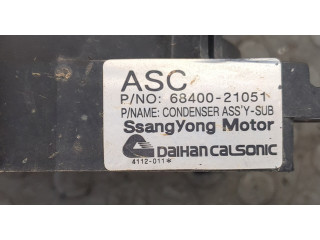 ASC
P/NO: 68400-21051
P/NAME: CONDENSER ASS'Y-SUB
SsangYong Motor
DAIHAN CALSONIC
4112-011*